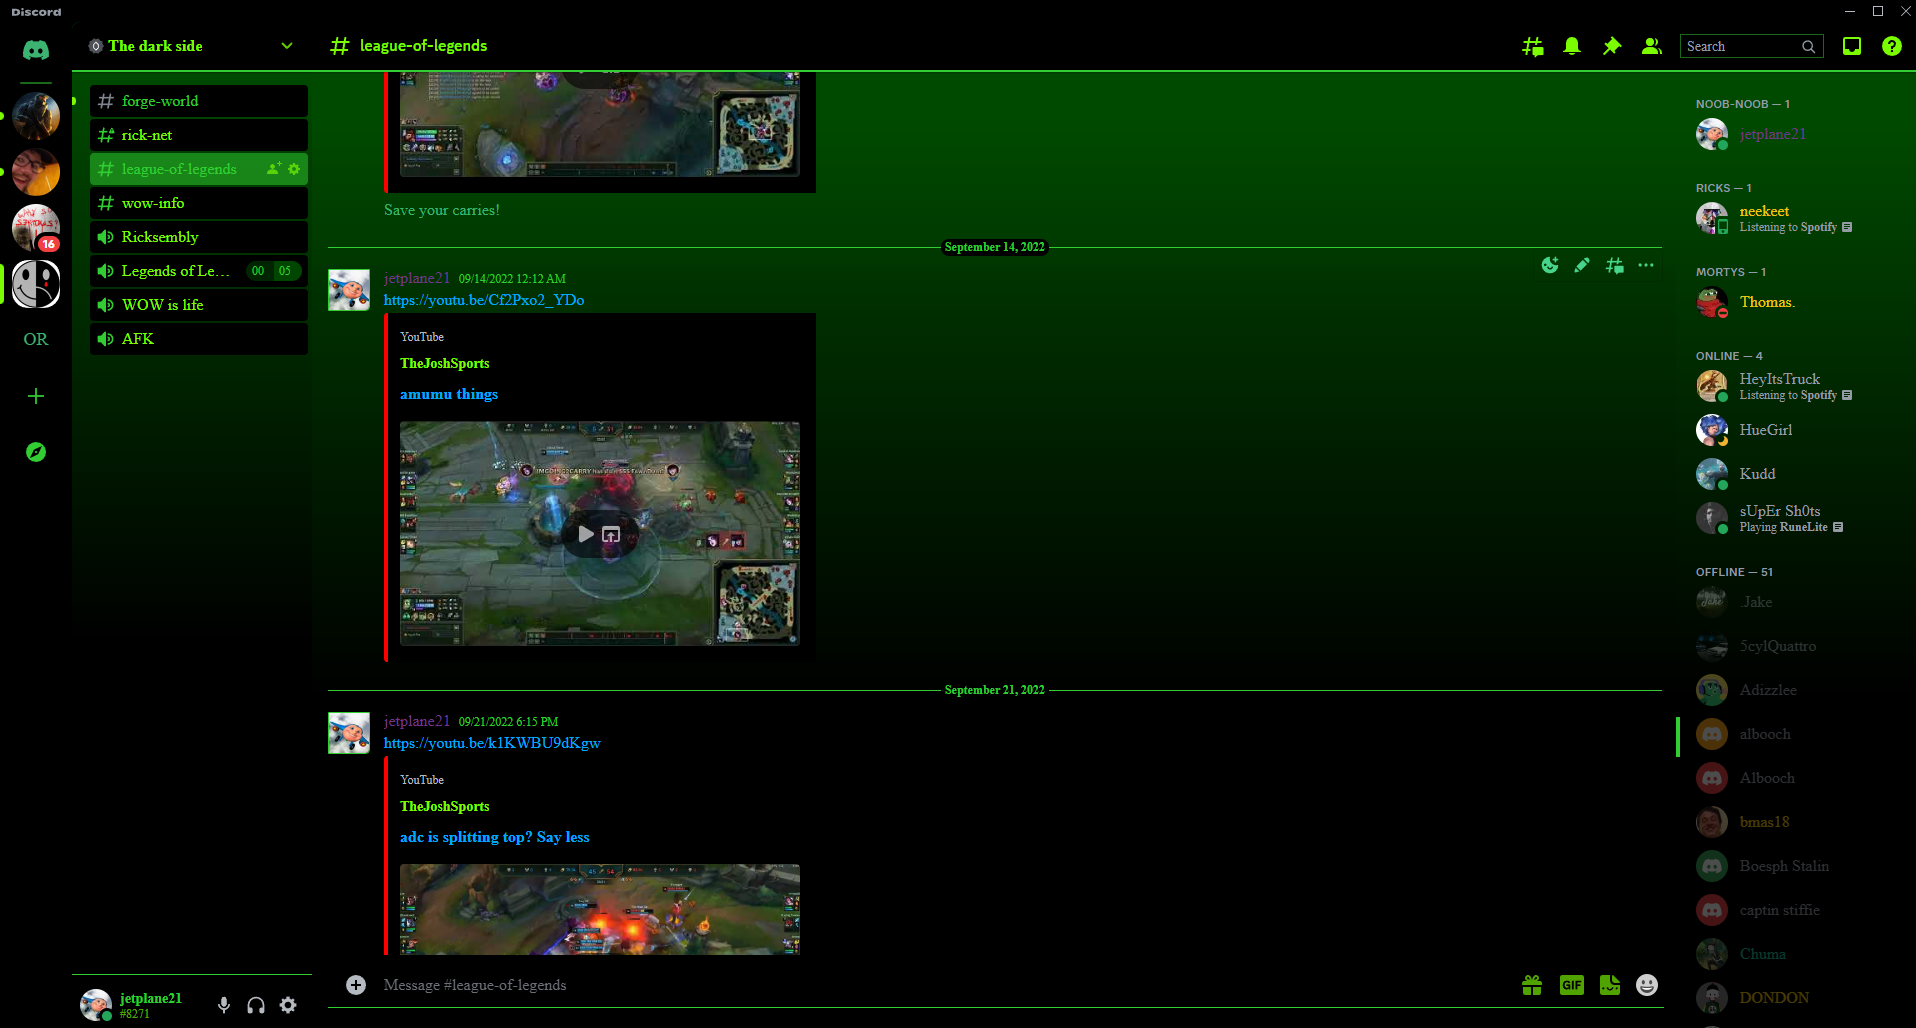 Discord
The dark side
league-of-legends
Search
forge-world
rick-net
league-of-legends
wow-info
Ricksembly
Legends of Le... 00 05
WOW is life
AFK
16
OR
Save your carries!
September 14, 2022
jetplane21 09/14/2022 12:12 AM
https://youtu.be/Cf2Pxo2_YDo
YouTube
TheJoshSports
amumu things
September 21, 2022
jetplane21 09/21/2022 6:15 PM
https://youtu.be/k1KWBU9dKgw
YouTube
TheJoshSports
adc is splitting top? Say less
Message #league-of-legends
GIF
jetplane21
#8271
NOOB-NOOB — 1
jetplane21
RICKS — 1
neekeet
Listening to Spotify
MORTYS — 1
Thomas.
ONLINE — 4
HeyItsTruck
Listening to Spotify
HueGirl
Kudd
sUpEr Sh0ts
Playing RuneLite
OFFLINE — 51
.Jake
5cylQuattro
Adizzlee
albooch
Albooch
bmas18
Boesph Stalin
captin stiffie
Chuma
DONDON